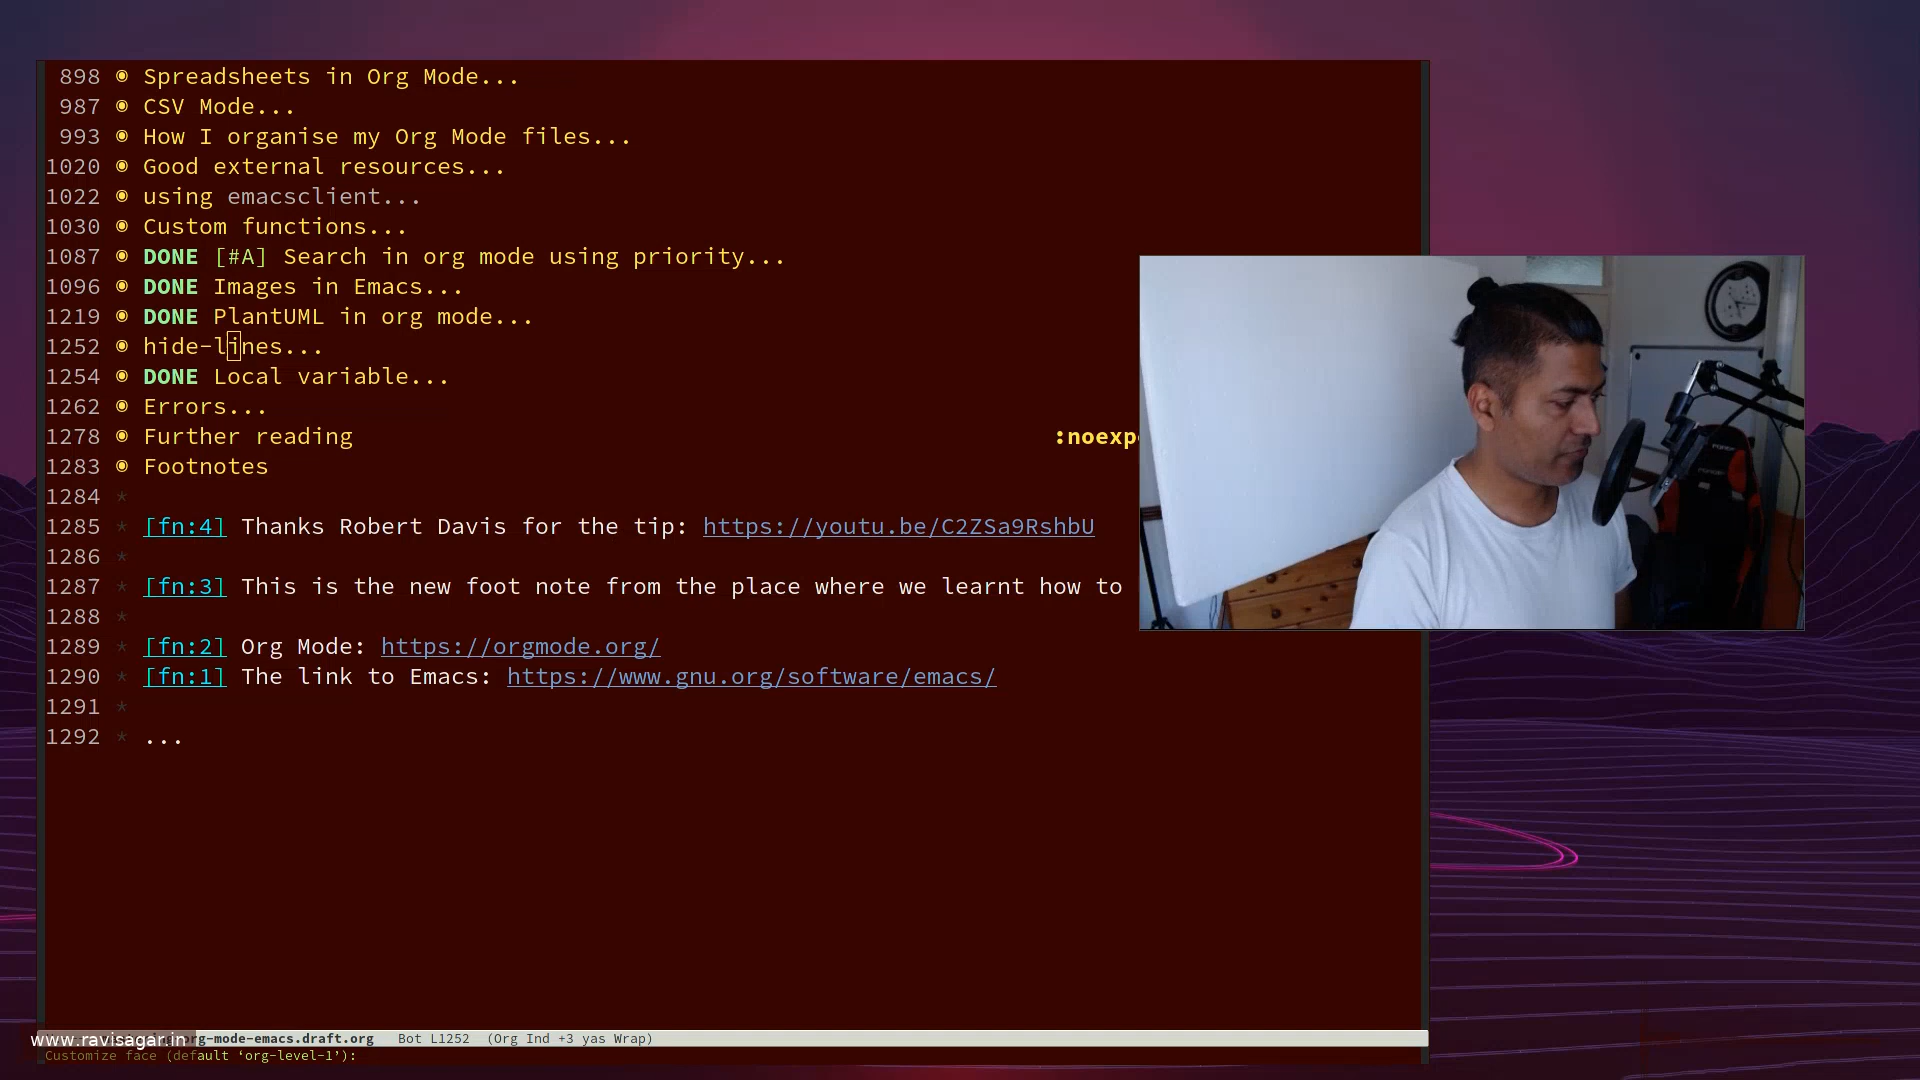 898 Spreadsheets in Org Mode...
987 CSV Mode...
993 How I organise my Org Mode files...
1020 Good external resources...
1022 using emacsclient...
1030 Custom functions...
1087 DONE [#A] Search in org mode using priority...
1096 DONE Images in Emacs...
1219 DONE PlantUML in org mode...
1252 hide-lines...
1254 DONE Local variable...
1262 Errors...
1278 Further reading :noexp
1283 Footnotes
1284 *
1285 * [fn:4] Thanks Robert Davis for the tip: https://youtu.be/C2ZSa9RshbU
1286 *
1287 * [fn:3] This is the new foot note from the place where we learnt how to
1288 *
1289 * [fn:2] Org Mode: https://orgmode.org/
1290 * [fn:1] The link to Emacs: https://www.gnu.org/software/emacs/
1291 *
1292 * ...
www.ravisagar.in rg-mode-emacs.draft.org Bot L1252 (Org Ind +3 yas Wrap)
Customize face (default ‘org-level-1’):